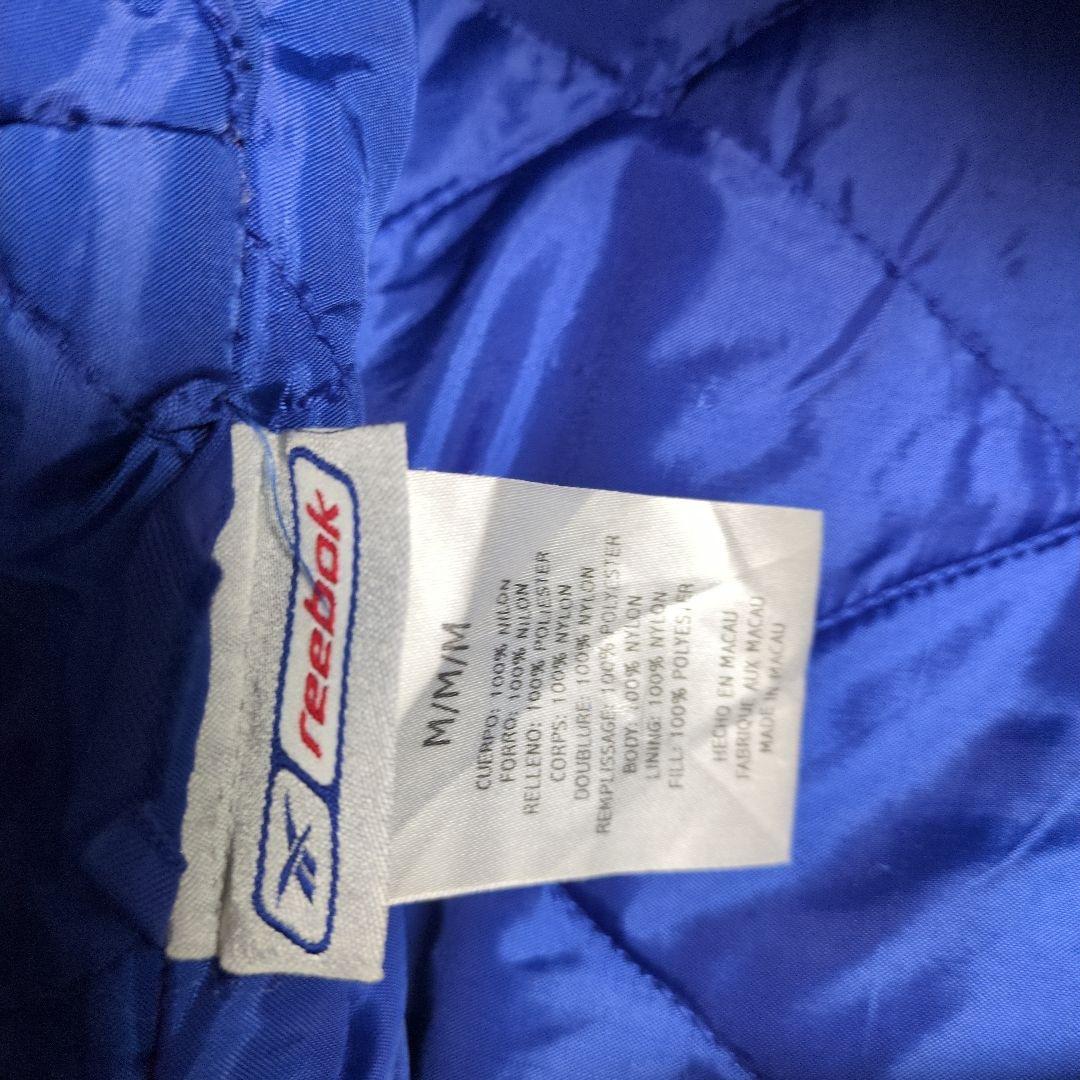 reebok
M/M/M
CUERPO: 100% NILON
FORRO: 100% NILON
RELLENO: 100% POLIESTER
CORPS: 100% NYLON
DOUBLURE: 100% NYLON
REMPLISSAGE: 100% POLYESTER
BODY: 100% NYLON
LINING: 100% NYLON
FILL: 100% POLYESTER
HECHO EN MACAU
FABRIQUE AUX MACAU
MADE IN MACAU